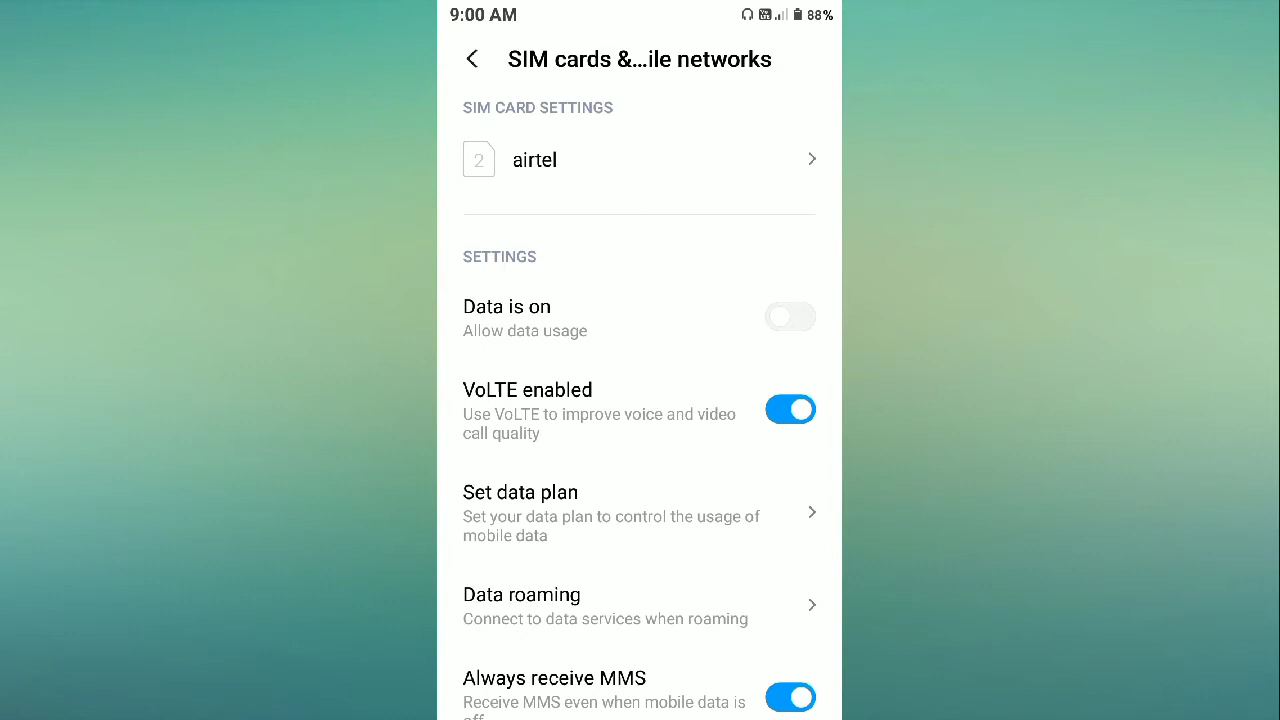 9:00 AM
88%
SIM cards &...ile networks
SIM CARD SETTINGS
2
airtel
SETTINGS
Data is on
Allow data usage
VoLTE enabled
Use VoLTE to improve voice and video
call quality
Set data plan
Set your data plan to control the usage of
mobile data
Data roaming
Connect to data services when roaming
Always receive MMS
Receive MMS even when mobile data is
off